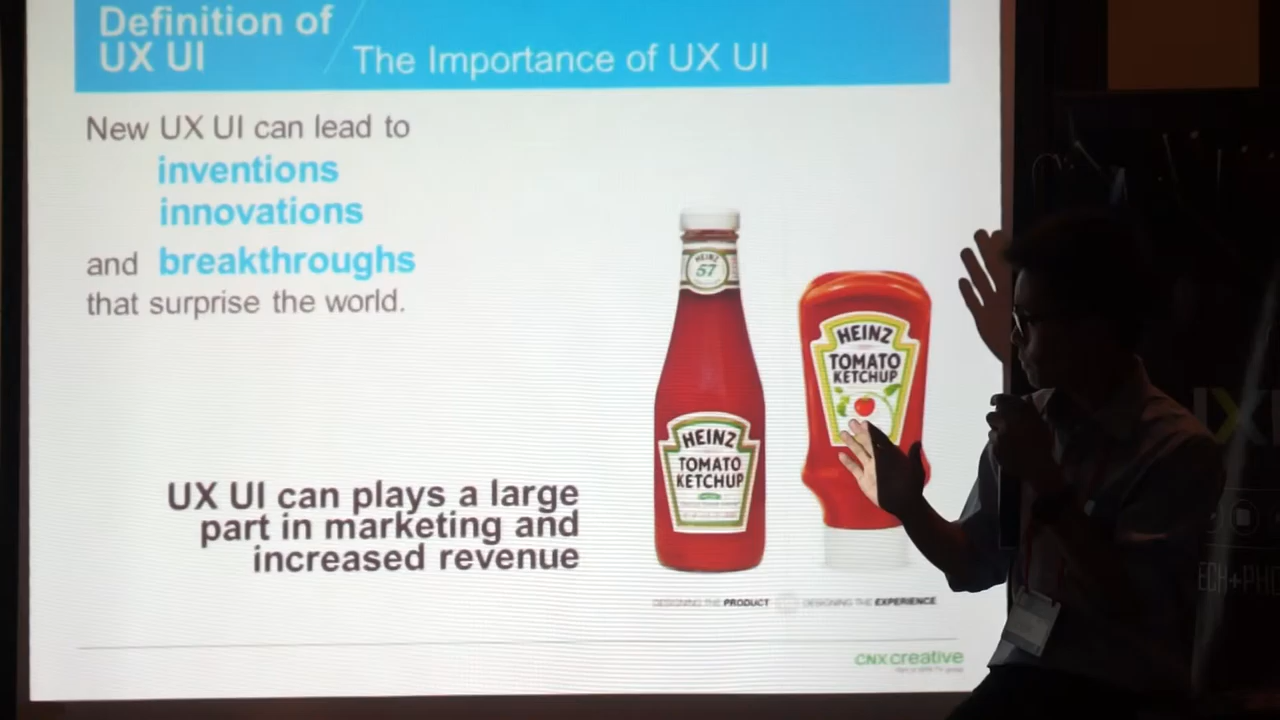 Definition of
UX UI
The Importance of UX UI
New UX UI can lead to
inventions
innovations
and breakthroughs
that surprise the world.
UX UI can plays a large
part in marketing and
increased revenue
HEINZ
57
HEINZ
TOMATO
KETCHUP
HEINZ
TOMATO
KETCHUP
DESIGNING THE PRODUCT
DESIGNING THE EXPERIENCE
CNXcreative